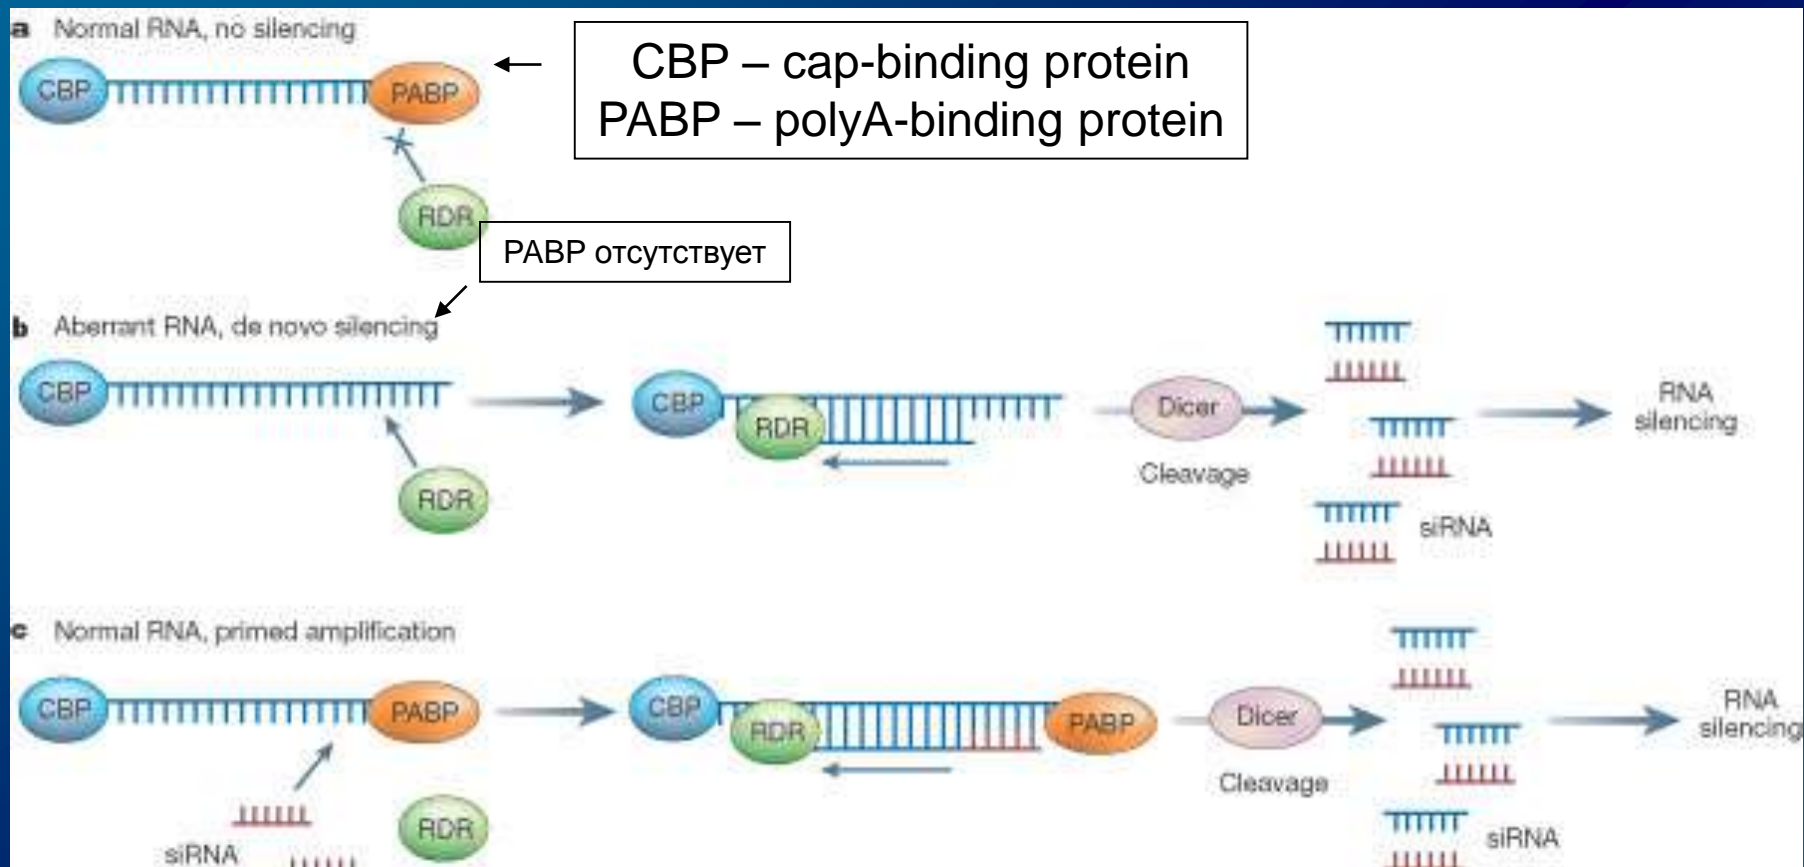 a Normal RNA, no silencing
CBP – cap-binding protein
PABP – polyA-binding protein
CBP
PABP
RDR
PABP отсутствует
b Aberrant RNA, de novo silencing
CBP
RDR
CBP
RDR
Dicer
Cleavage
siRNA
RNA
silencing
c Normal RNA, primed amplification
CBP
PABP
siRNA
RDR
CBP
RDR
PABP
Dicer
Cleavage
siRNA
RNA
silencing